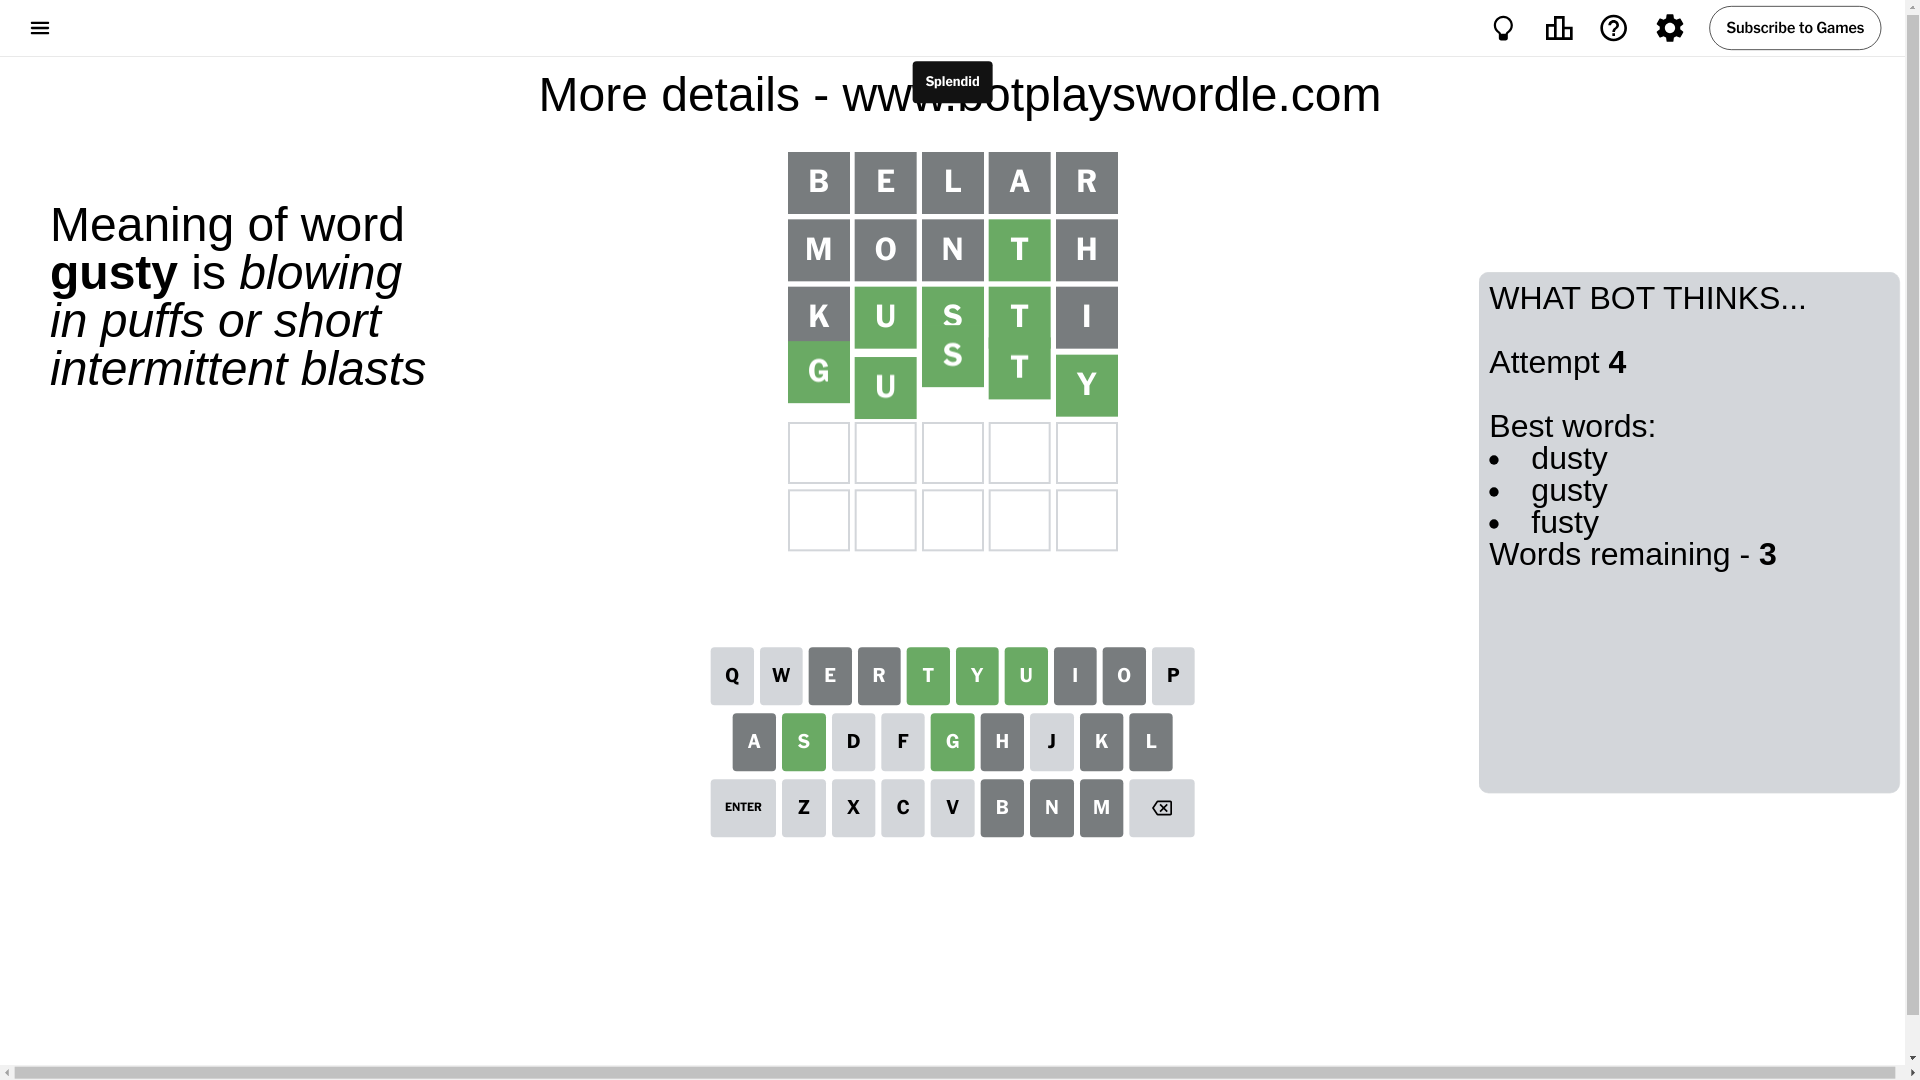 Subscribe to Games
Splendid
More details - www.botplayswordle.com
Meaning of word
gusty is blowing
in puffs or short
intermittent blasts
B E L A R
M O N T H
K U S T I
G U S T Y
WHAT BOT THINKS...
Attempt 4
Best words:
• dusty
• gusty
• fusty
Words remaining - 3
Q W E R T Y U I O P
A S D F G H J K L
ENTER Z X C V B N M